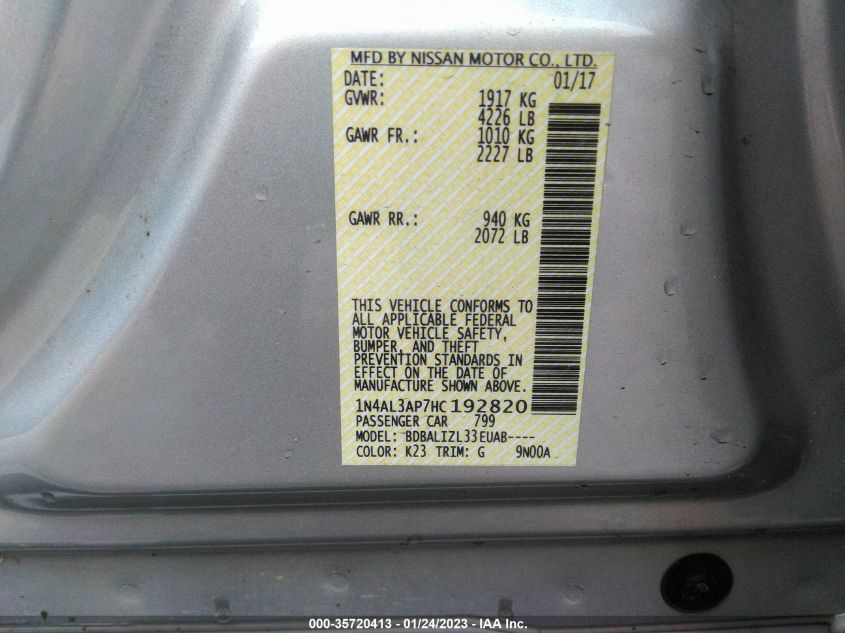 MFD BY NISSAN MOTOR CO., LTD.
DATE: 01/17
GVWR: 1917 KG
4226 LB
GAWR FR.: 1010 KG
2227 LB
GAWR RR.: 940 KG
2072 LB
THIS VEHICLE CONFORMS TO
ALL APPLICABLE FEDERAL
MOTOR VEHICLE SAFETY,
BUMPER, AND THEFT
PREVENTION STANDARDS IN
EFFECT ON THE DATE OF
MANUFACTURE SHOWN ABOVE.
1N4AL3AP7HC192820
PASSENGER CAR 799
MODEL: BDBALIZL33EUAB----
COLOR: K23 TRIM: G 9N00A
000-35720413 - 01/24/2023 - IAA Inc.